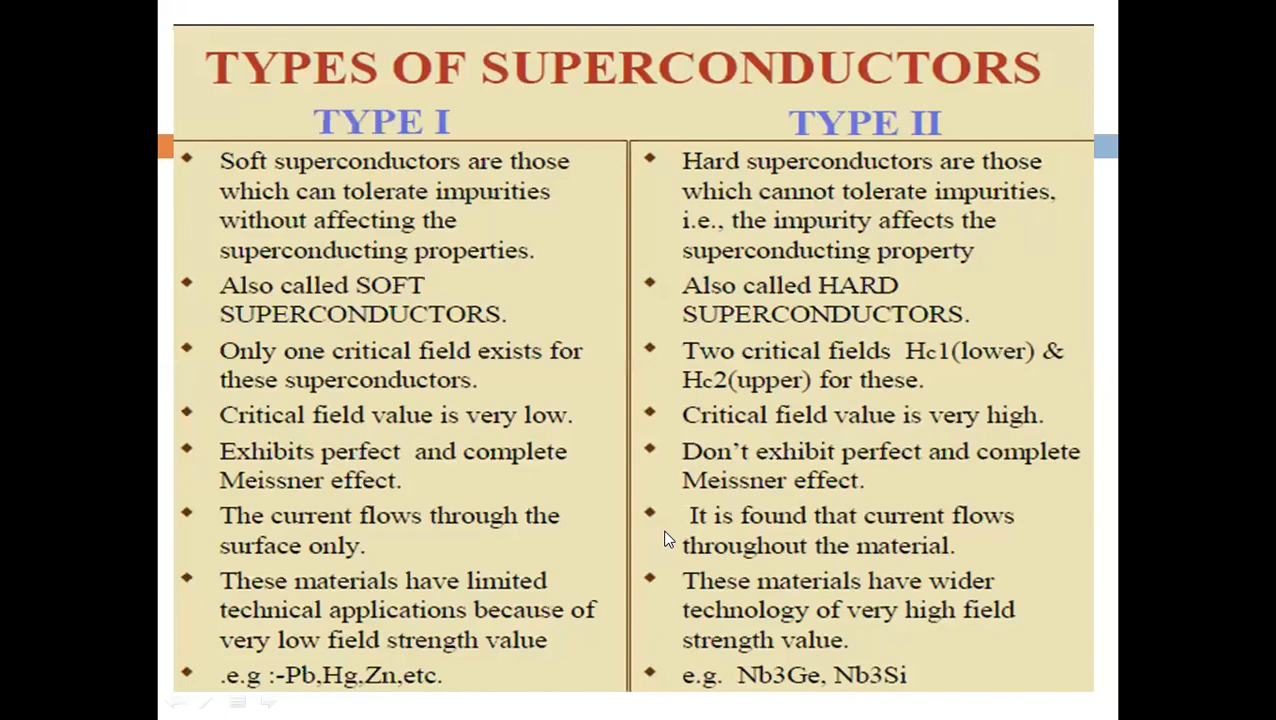 TYPES OF SUPERCONDUCTORS
TYPE I
Soft superconductors are those
which can tolerate impurities
without affecting the
superconducting properties.
Also called SOFT
SUPERCONDUCTORS.
Only one critical field exists for
these superconductors.
Critical field value is very low.
Exhibits perfect and complete
Meissner effect.
The current flows through the
surface only.
These materials have limited
technical applications because of
very low field strength value
.e.g :-Pb,Hg,Zn,etc.
TYPE II
Hard superconductors are those
which cannot tolerate impurities,
i.e., the impurity affects the
superconducting property
Also called HARD
SUPERCONDUCTORS.
Two critical fields Hc1(lower) &
Hc2(upper) for these.
Critical field value is very high.
Don't exhibit perfect and complete
Meissner effect.
It is found that current flows
throughout the material.
These materials have wider
technology of very high field
strength value.
e.g. Nb3Ge, Nb3Si